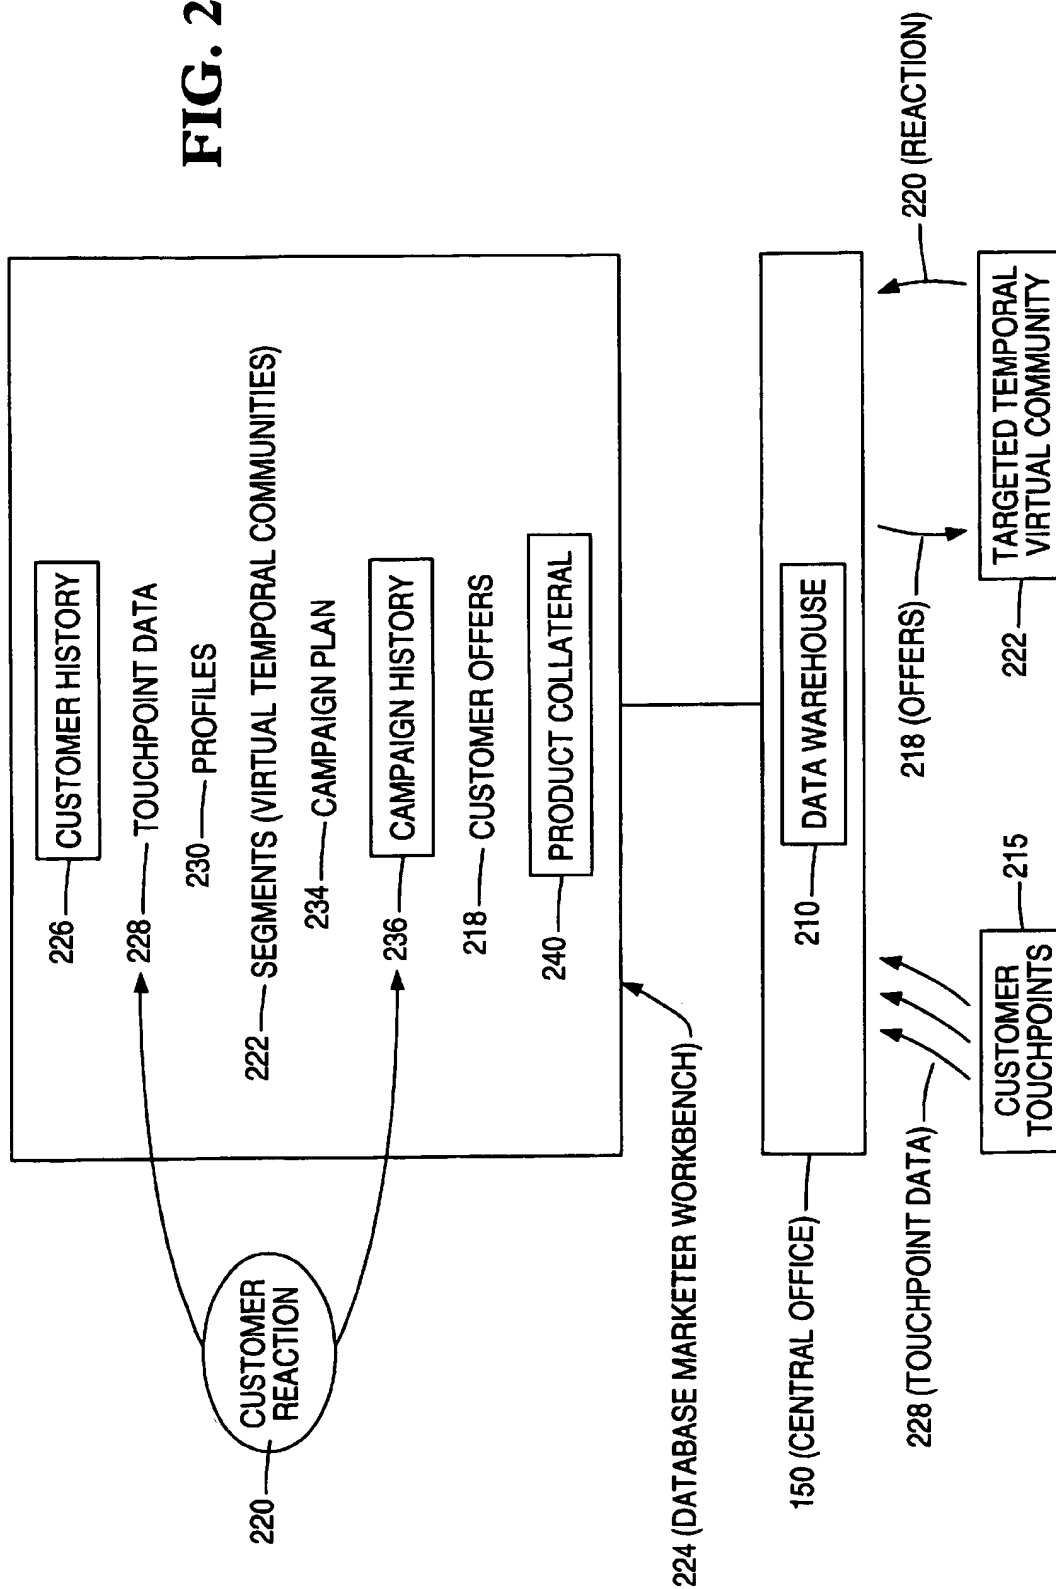 FIG. 2
226
CUSTOMER HISTORY
228
TOUCHPOINT DATA
230
PROFILES
222
SEGMENTS (VIRTUAL TEMPORAL COMMUNITIES)
234
CAMPAIGN PLAN
236
CAMPAIGN HISTORY
218
CUSTOMER OFFERS
240
PRODUCT COLLATERAL
220
CUSTOMER
REACTION
224 (DATABASE MARKETER WORKBENCH)
210
DATA WAREHOUSE
150 (CENTRAL OFFICE)
228 (TOUCHPOINT DATA)
218 (OFFERS)
220 (REACTION)
CUSTOMER
TOUCHPOINTS
215
222
TARGETED TEMPORAL
VIRTUAL COMMUNITY